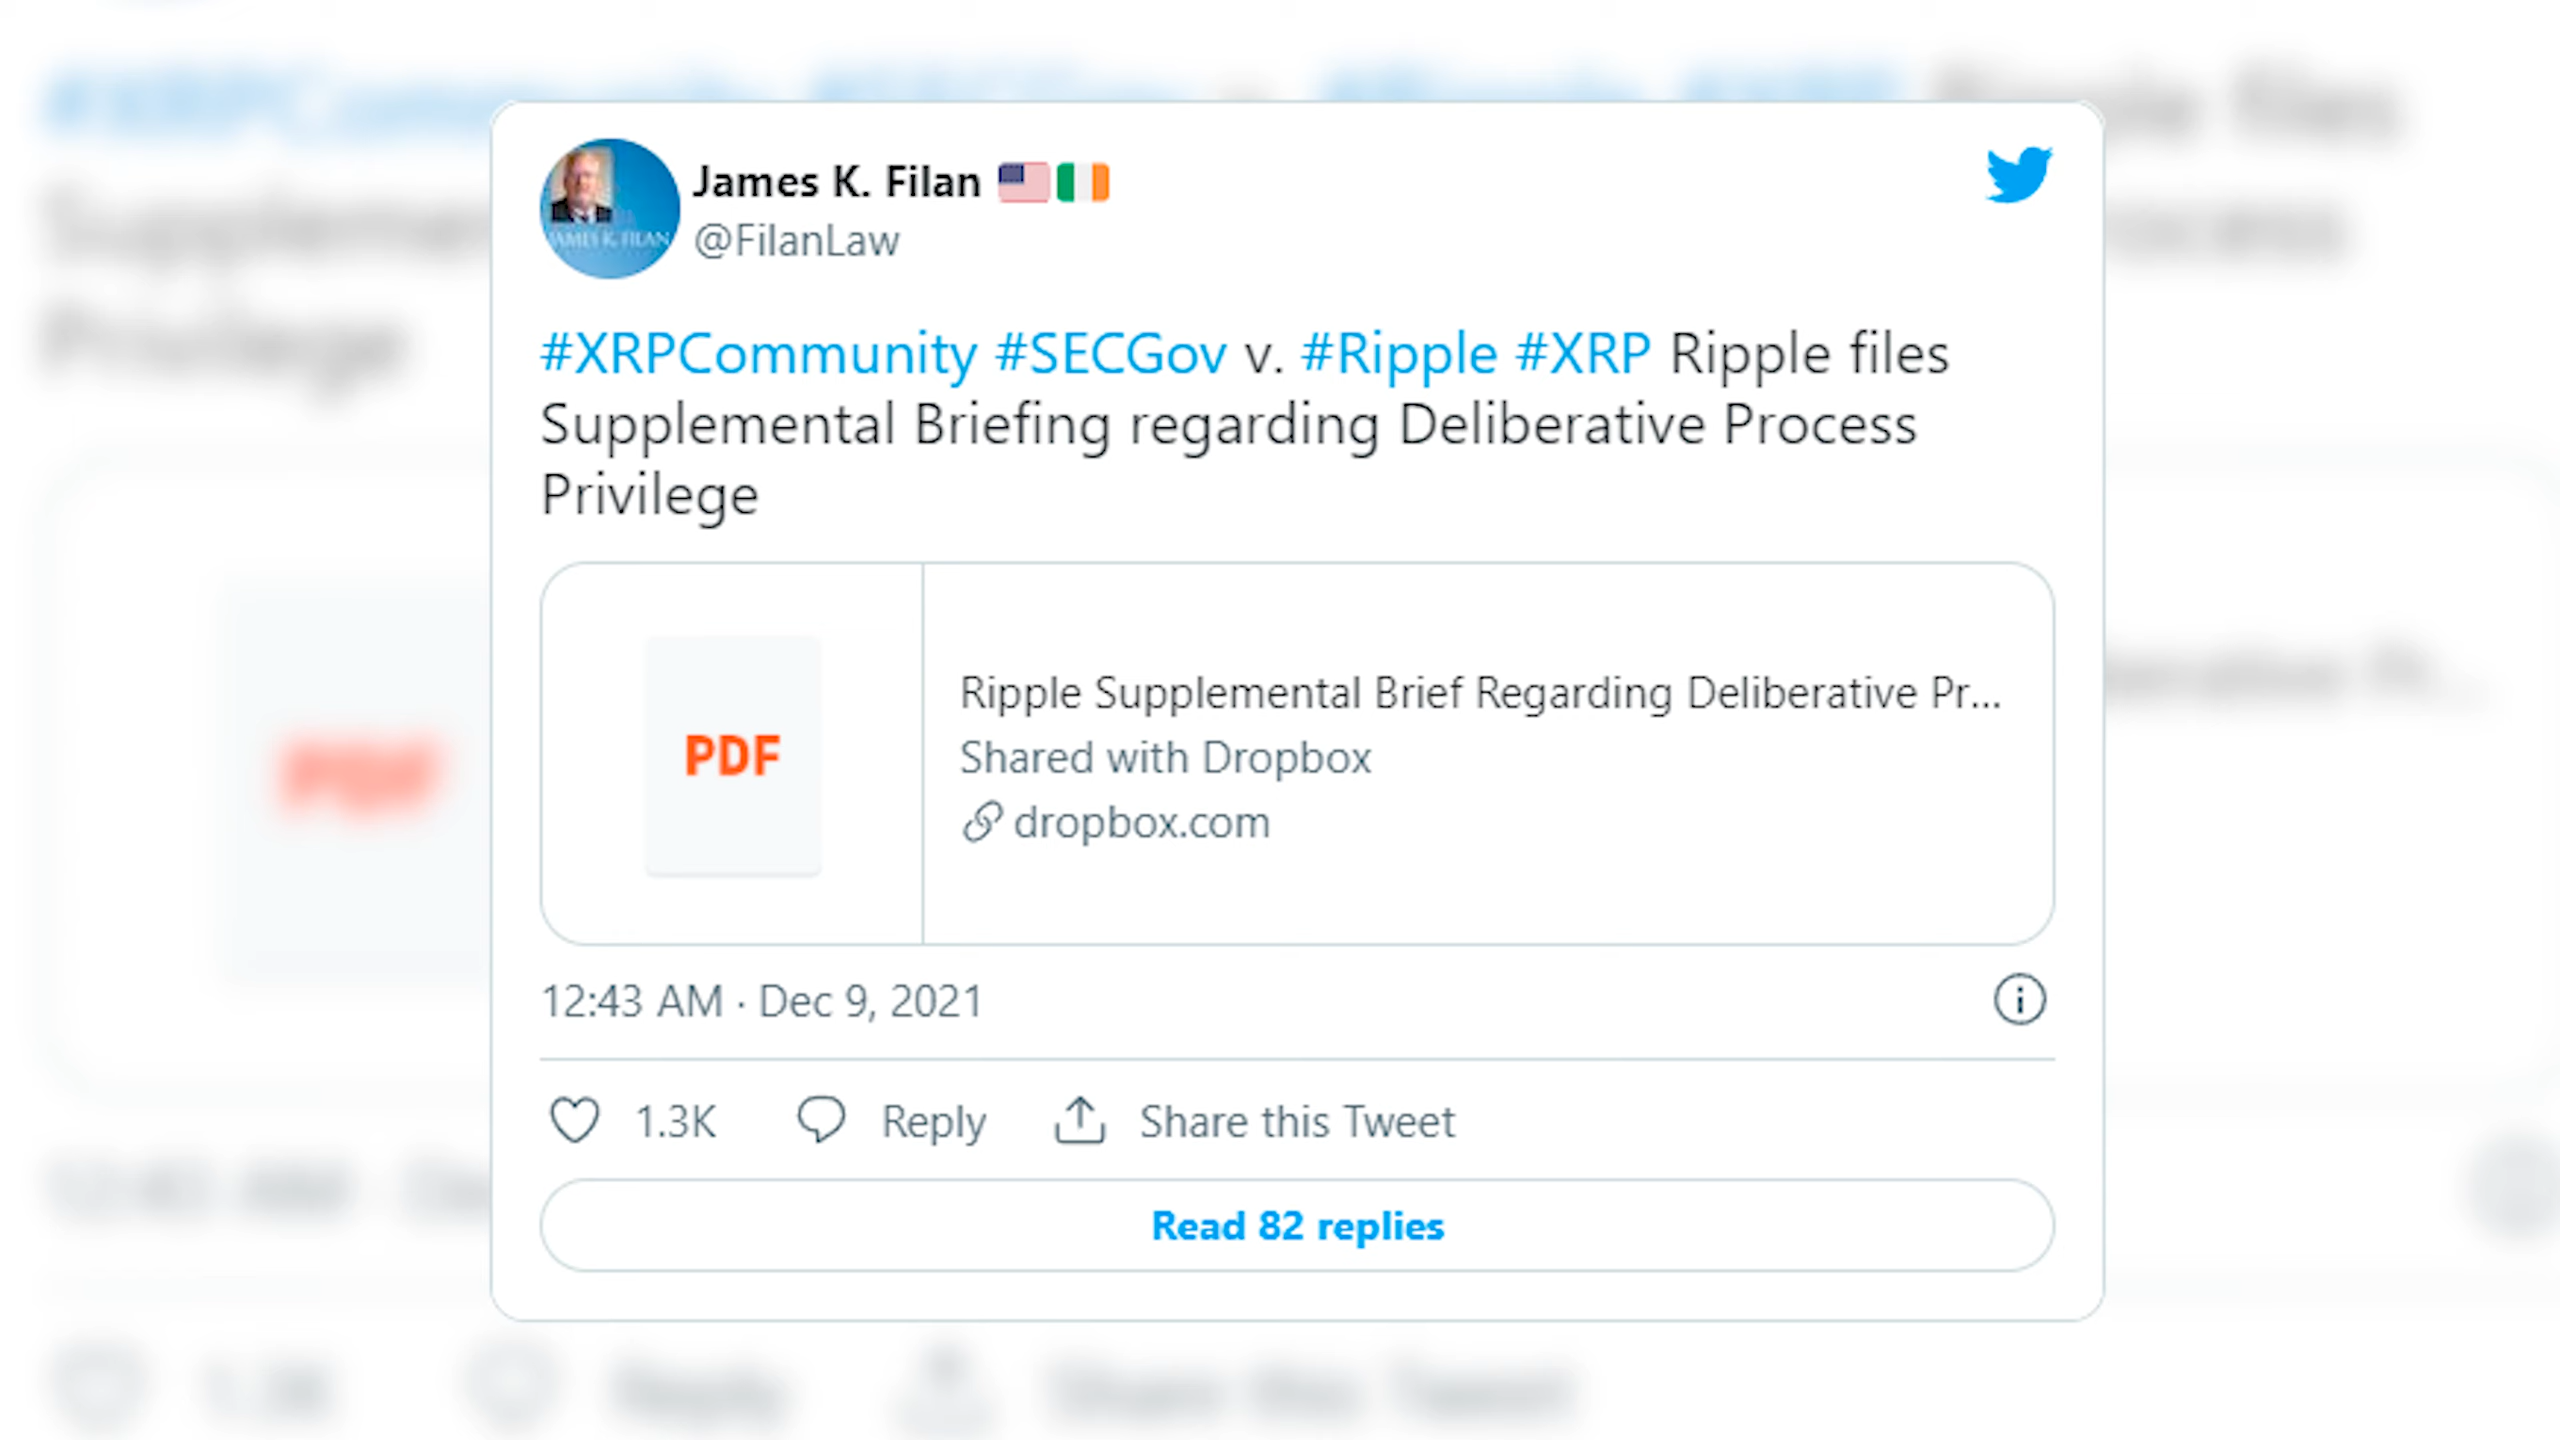 James K. Filan 🇺🇸🇮🇪
@FilanLaw
#XRPCommunity #SECGov v. #Ripple #XRP Ripple files
Supplemental Briefing regarding Deliberative Process
Privilege
PDF
Ripple Supplemental Brief Regarding Deliberative Pr...
Shared with Dropbox
dropbox.com
12:43 AM · Dec 9, 2021
1.3K
Reply
Share this Tweet
Read 82 replies